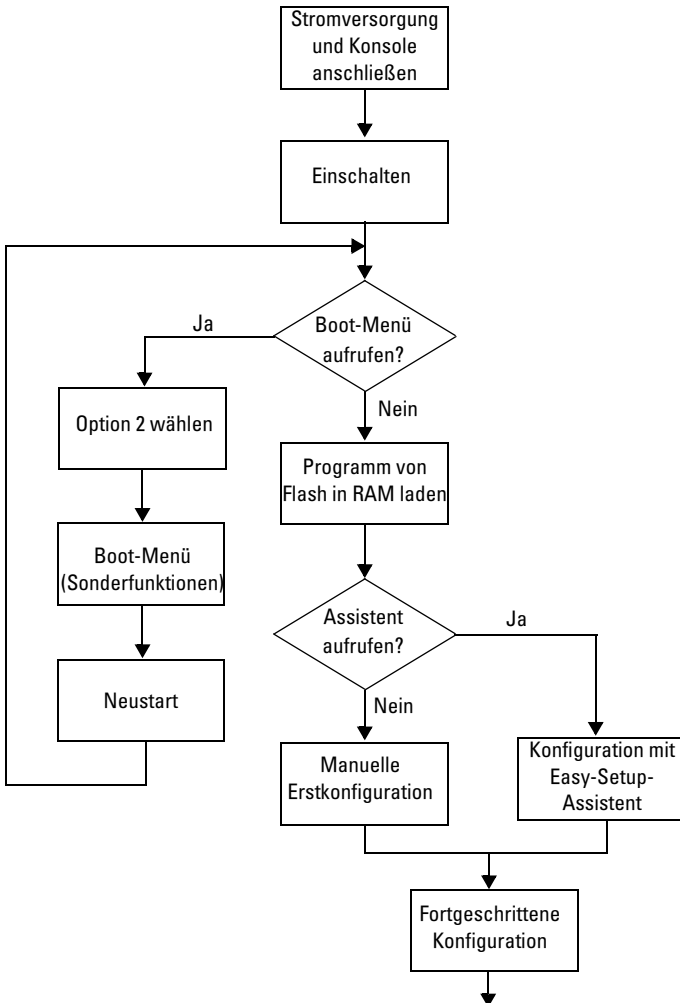 Stromversorgung
und Konsole
anschließen
Einschalten
Boot-Menü
aufrufen?
Ja
Nein
Option 2 wählen
Programm von
Flash in RAM laden
Boot-Menü
(Sonderfunktionen)
Assistent
aufrufen?
Ja
Neustart
Nein
Manuelle
Erstkonfiguration
Konfiguration mit
Easy-Setup-
Assistent
Fortgeschrittene
Konfiguration